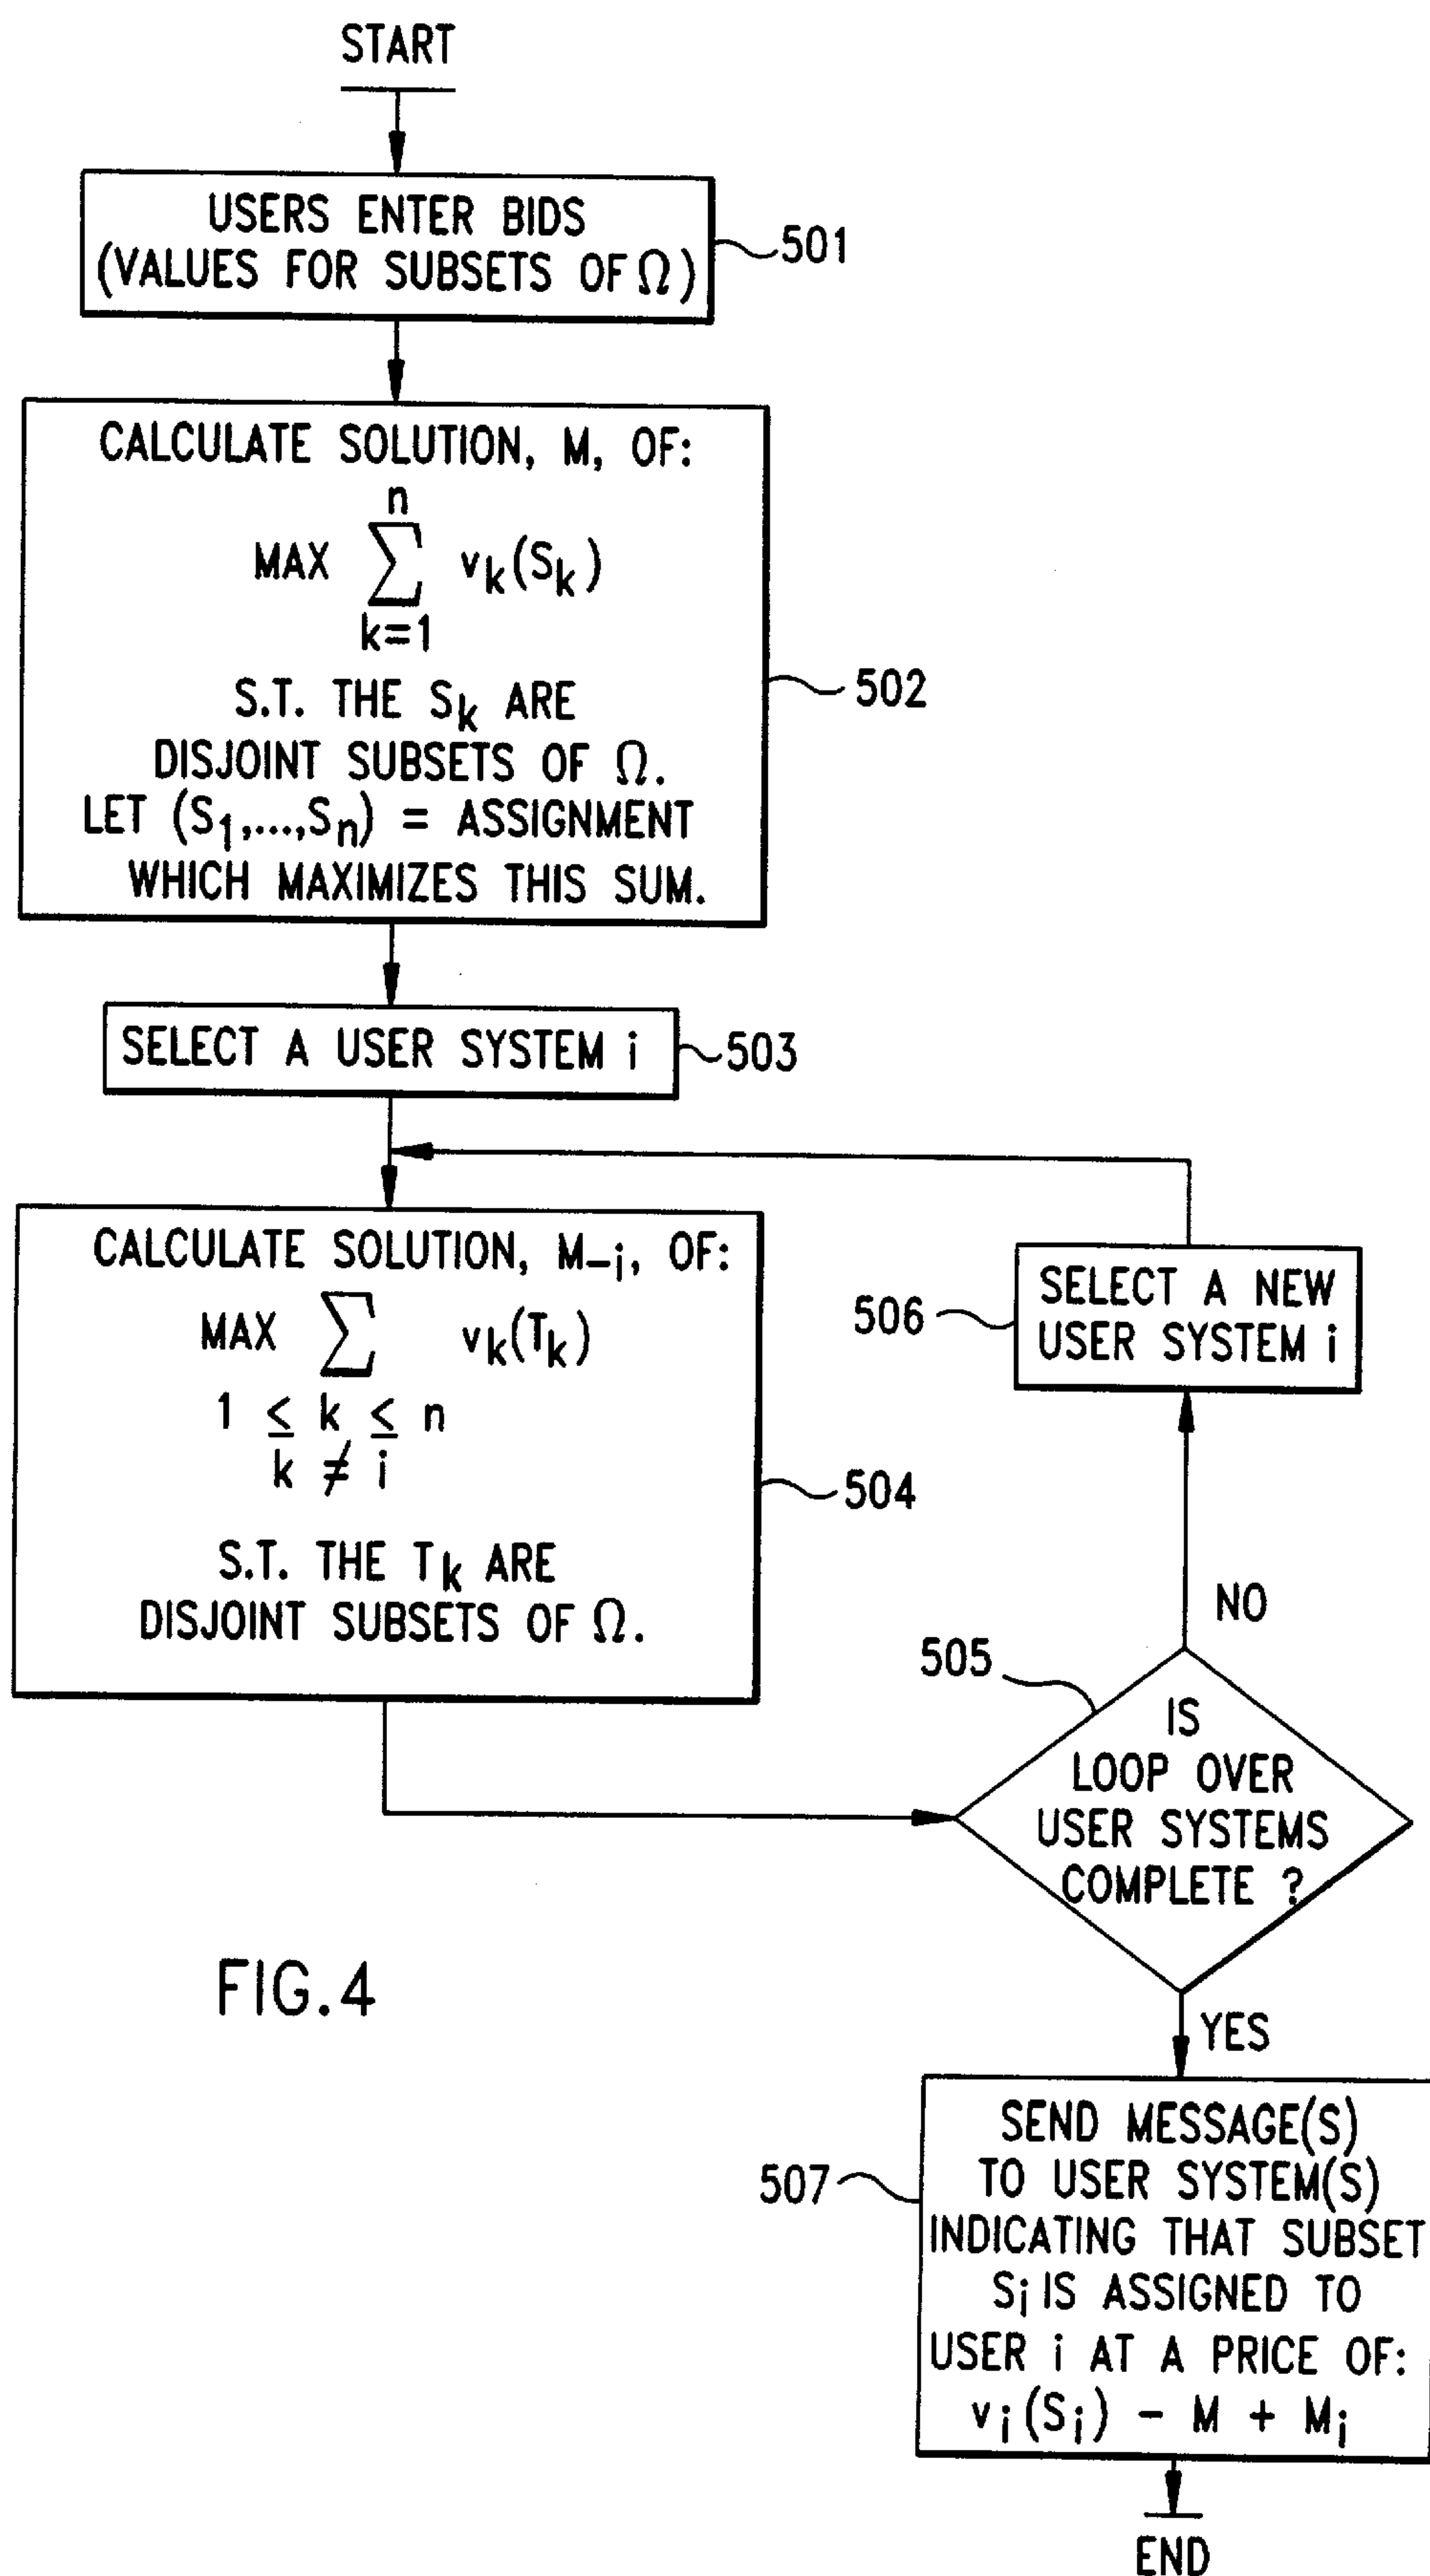 START
USERS ENTER BIDS
(VALUES FOR SUBSETS OF Ω)
501
CALCULATE SOLUTION, M, OF:
n
MAX ∑ vk(Sk)
k=1
S.T. THE Sk ARE
DISJOINT SUBSETS OF Ω.
LET (S1,...,Sn) = ASSIGNMENT
WHICH MAXIMIZES THIS SUM.
502
SELECT A USER SYSTEM i
503
CALCULATE SOLUTION, M−i, OF:
MAX ∑ vk(Tk)
1 ≤ k ≤ n
k ≠ i
S.T. THE Tk ARE
DISJOINT SUBSETS OF Ω.
504
506
SELECT A NEW
USER SYSTEM i
NO
505
IS
LOOP OVER
USER SYSTEMS
COMPLETE ?
FIG.4
YES
507
SEND MESSAGE(S)
TO USER SYSTEM(S)
INDICATING THAT SUBSET
Si IS ASSIGNED TO
USER i AT A PRICE OF:
vi(Si) − M + Mi
END